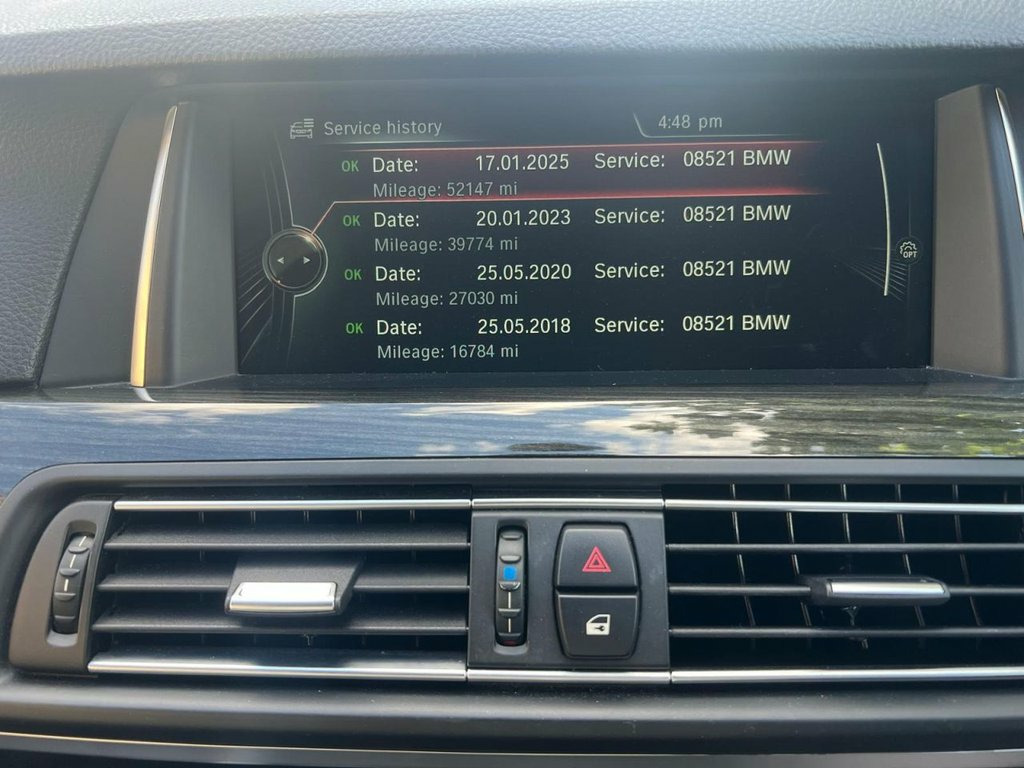 Service history 4:48 pm
OK Date: 17.01.2025 Service: 08521 BMW
Mileage: 52147 mi
OK Date: 20.01.2023 Service: 08521 BMW
Mileage: 39774 mi
OK Date: 25.05.2020 Service: 08521 BMW
Mileage: 27030 mi
OK Date: 25.05.2018 Service: 08521 BMW
Mileage: 16784 mi
OPT